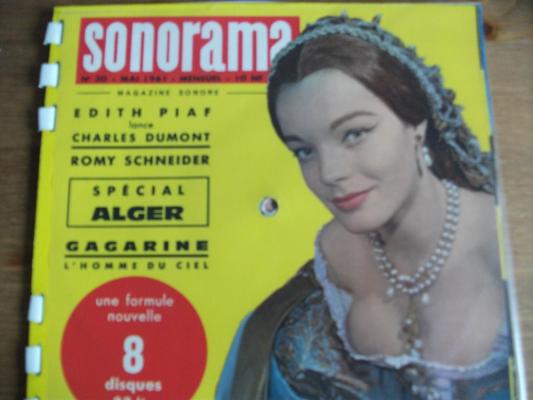 sonorama
N° 30 - MAI 1961 - MENSUEL - 10 NF
MAGAZINE SONORE
EDITH PIAF
lance
CHARLES DUMONT
ROMY SCHNEIDER
SPÉCIAL
ALGER
GAGARINE
L'HOMME DU CIEL
une formule
nouvelle
8
disques